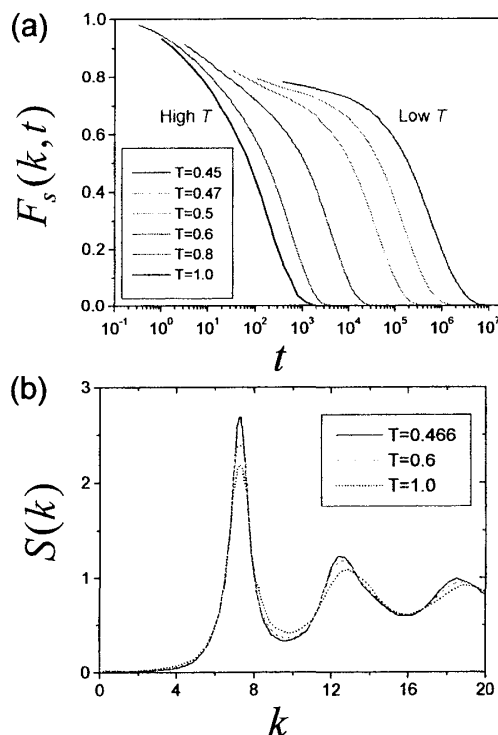 (a)
F_s(k,t)
1.0
0.8
0.6
0.4
0.2
0.0
High T
Low T
T=0.45
T=0.47
T=0.5
T=0.6
T=0.8
T=1.0
10⁻¹ 10⁰ 10¹ 10² 10³ 10⁴ 10⁵ 10⁶ 10⁷
t
(b)
S(k)
3
2
1
0
T=0.466
T=0.6
T=1.0
0 4 8 12 16 20
k